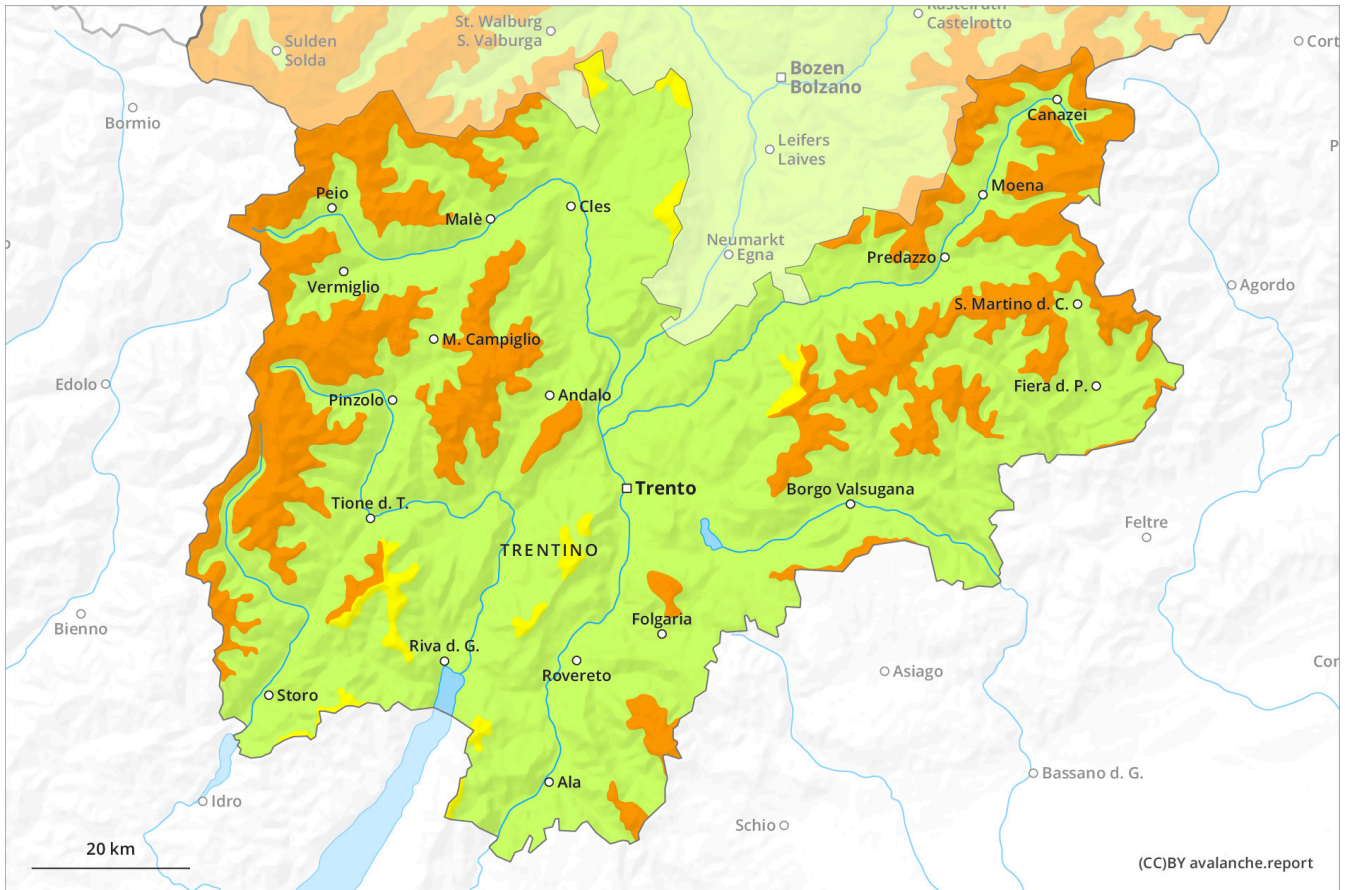 Kastelruth
Castelrotto
St. Walburg
S. Valburga
Sulden
Solda
Cort
Bozen
Bolzano
Bormio
Canazei
Leifers
Laives
P
Moena
Peio
Malè
Cles
Neumarkt
Egna
Predazzo
Vermiglio
Agordo
S. Martino d. C.
M. Campiglio
Edolo
Fiera d. P.
Andalo
Pinzolo
Trento
Borgo Valsugana
Tione d. T.
Feltre
TRENTINO
Bienno
Folgaria
Riva d. G.
Rovereto
Asiago
Cor
Storo
Bassano d. G.
Ala
Idro
Schio
20 km
(CC)BY avalanche.report